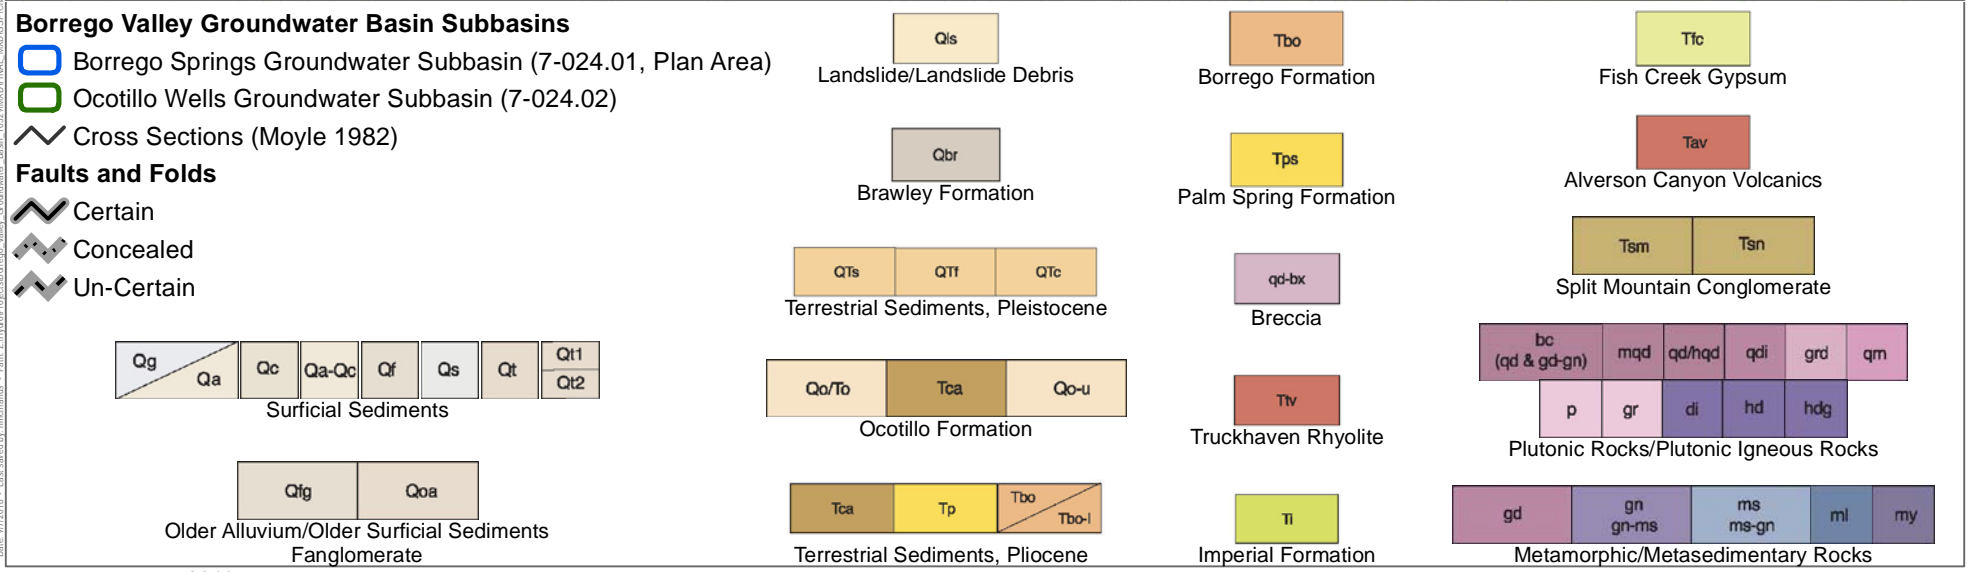 Borrego Valley Groundwater Basin Subbasins
Borrego Springs Groundwater Subbasin (7-024.01, Plan Area)
Ocotillo Wells Groundwater Subbasin (7-024.02)
Cross Sections (Moyle 1982)
Faults and Folds
Certain
Concealed
Un-Certain
Qg Qa Qc Qa-Qc Qf Qs Qt Qt1 Qt2
Surficial Sediments
Qfg Qoa
Older Alluvium/Older Surficial Sediments
Fanglomerate
Qls
Landslide/Landslide Debris
Qbr
Brawley Formation
QTs QTf QTc
Terrestrial Sediments, Pleistocene
Qo/To Tca Qo-u
Ocotillo Formation
Tca Tp Tbo Tbo-l
Terrestrial Sediments, Pliocene
Tbo
Borrego Formation
Tps
Palm Spring Formation
qd-bx
Breccia
Ttv
Truckhaven Rhyolite
Ti
Imperial Formation
Tfc
Fish Creek Gypsum
Tav
Alverson Canyon Volcanics
Tsm Tsn
Split Mountain Conglomerate
bc
(qd & gd-gn) mqd qd/hqd qdi grd qm
p gr di hd hdg
Plutonic Rocks/Plutonic Igneous Rocks
gd gn ms ml my
gn-ms ms-gn
Metamorphic/Metasedimentary Rocks